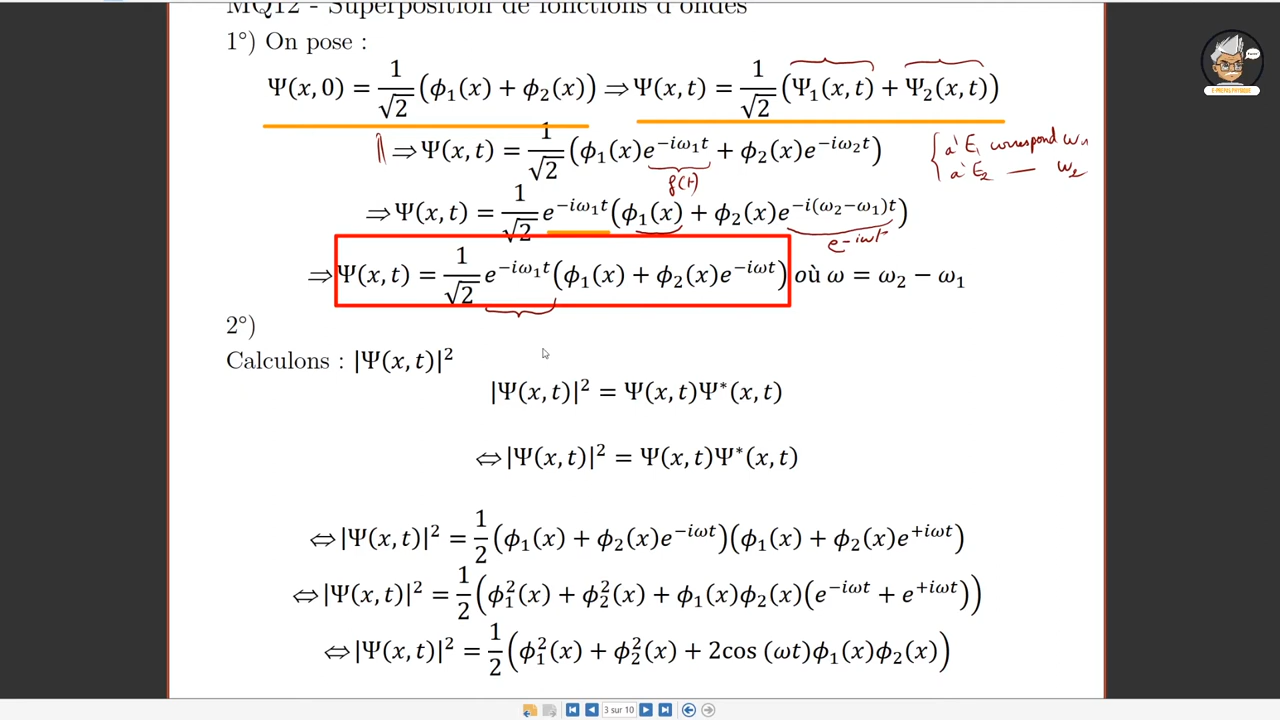 MQ12 - Superposition de fonctions d'ondes
1°) On pose :
Ψ(x, 0) = 1/√2 (ϕ₁(x) + ϕ₂(x)) ⇒ Ψ(x, t) = 1/√2 (Ψ₁(x, t) + Ψ₂(x, t))
⇒ Ψ(x, t) = 1/√2 (ϕ₁(x)e^{−iω₁t} + ϕ₂(x)e^{−iω₂t})
à E₁ correspond
à E₂ — ω₂
f(t)
⇒ Ψ(x, t) = 1/√2 e^{−iω₁t}(ϕ₁(x) + ϕ₂(x)e^{−i(ω₂−ω₁)t})
e^{−iωt}
⇒ Ψ(x, t) = 1/√2 e^{−iω₁t}(ϕ₁(x) + ϕ₂(x)e^{−iωt}) où ω = ω₂ − ω₁
2°)
Calculons : |Ψ(x, t)|²
|Ψ(x, t)|² = Ψ(x, t)Ψ*(x, t)
⇔ |Ψ(x, t)|² = Ψ(x, t)Ψ*(x, t)
⇔ |Ψ(x, t)|² = 1/2 (ϕ₁(x) + ϕ₂(x)e^{−iωt})(ϕ₁(x) + ϕ₂(x)e^{+iωt})
⇔ |Ψ(x, t)|² = 1/2 (ϕ₁²(x) + ϕ₂²(x) + ϕ₁(x)ϕ₂(x)(e^{−iωt} + e^{+iωt}))
⇔ |Ψ(x, t)|² = 1/2 (ϕ₁²(x) + ϕ₂²(x) + 2cos (ωt)ϕ₁(x)ϕ₂(x))
3 sur 10